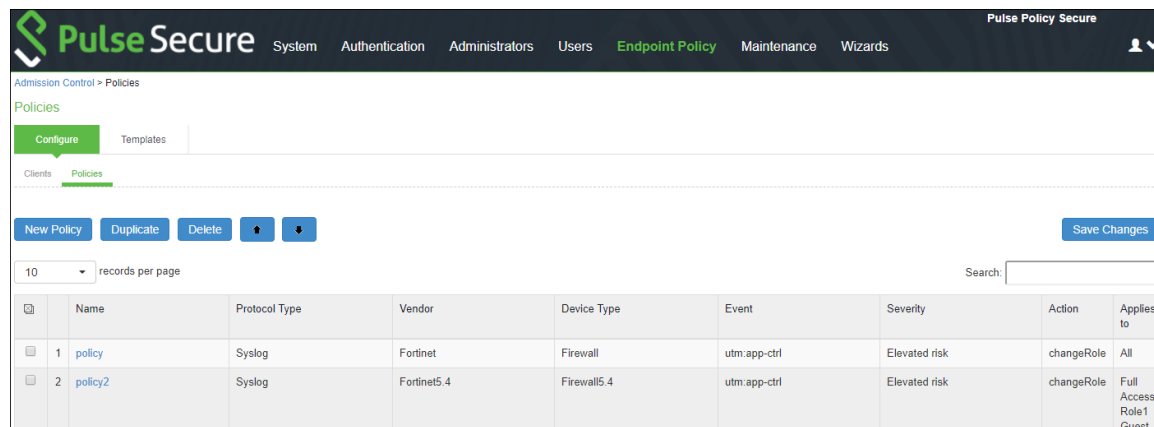 Pulse Policy Secure
Pulse Secure System Authentication Administrators Users Endpoint Policy Maintenance Wizards
Admission Control > Policies
Policies
Configure Templates
Clients Policies
New Policy Duplicate Delete Save Changes
10 records per page Search:
Name Protocol Type Vendor Device Type Event Severity Action Applies
to
1 policy Syslog Fortinet Firewall utm:app-ctrl Elevated risk changeRole All
2 policy2 Syslog Fortinet5.4 Firewall5.4 utm:app-ctrl Elevated risk changeRole Full
Access
Role1
Guest